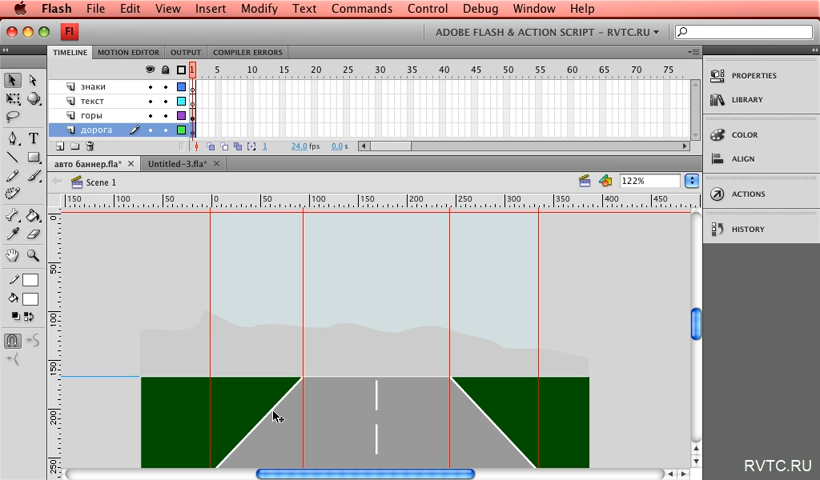 Flash File Edit View Insert Modify Text Commands Control Debug Window Help
Fl ADOBE FLASH & ACTION SCRIPT – RVTC.RU
TIMELINE MOTION EDITOR OUTPUT COMPILER ERRORS
1 5 10 15 20 25 30 35 40 45 50 55 60 65 70 75
знаки
текст
горы
дорога
1 24.0 fps 0.0 s
авто баннер.fla* Untitled-3.fla*
Scene 1 122%
150 100 50 0 50 100 150 200 250 300 350 400 450
0
50
100
150
200
250
T
PROPERTIES
LIBRARY
COLOR
ALIGN
ACTIONS
HISTORY
RVTC.RU